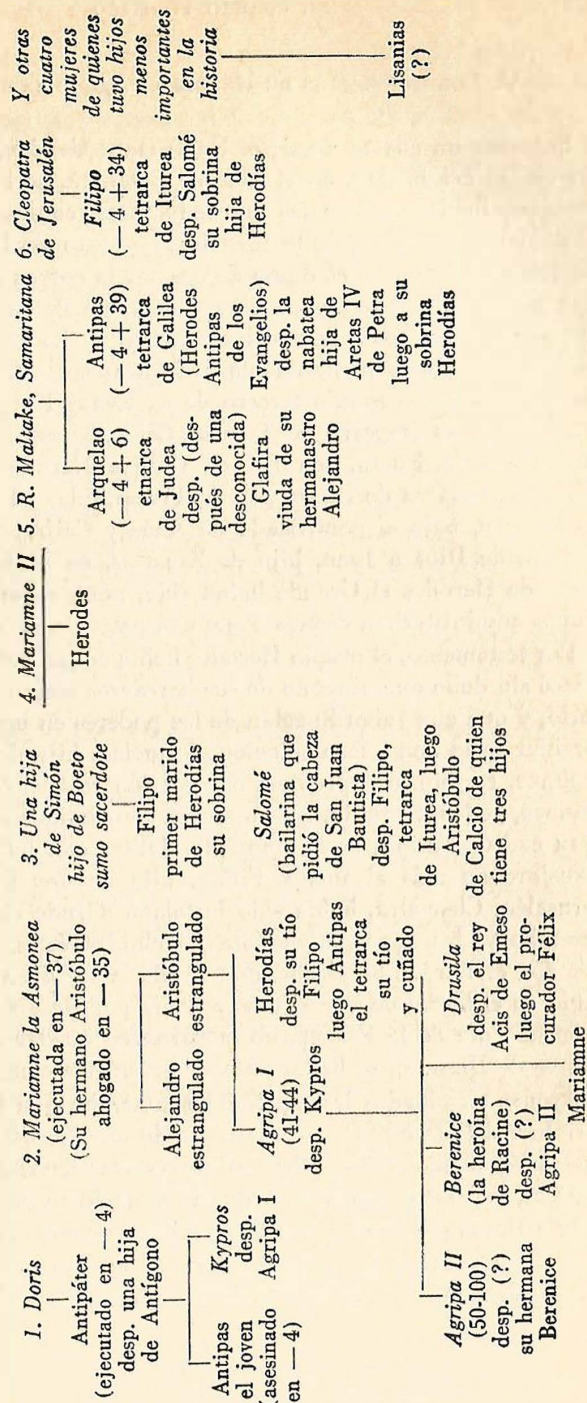 1. Doris
Antipáter
(ejecutado en — 4)
desp. una hija
de Antígono
Antipas
el joven
(asesinado
en — 4)
Kypros
desp.
Agripa I
2. Mariamne la Asmonea
(ejecutada en — 37)
(Su hermano Aristóbulo
ahogado en — 35)
Alejandro
estrangulado
Aristóbulo
estrangulado
Agripa I
(41-44)
desp. Kypros
Herodías
desp. su tío
Filipo
luego Antipas
el tetrarca
su tío
y cuñado
Agripa II
(50-100)
desp. (?)
su hermana
Berenice
Berenice
(la heroína
de Racine)
desp. (?)
Agripa II
Mariamne
Drusila
desp. el rey
Acis de Emeso
luego el pro-
curador Félix
3. Una hija
de Simón
hijo de Boeto
sumo sacerdote
Filipo
primer marido
de Herodías
su sobrina
Salomé
(bailarina que
pidió la cabeza
de San Juan
Bautista)
desp. Filipo,
tetrarca
de Iturea, luego
Aristóbulo
de Calcio de quien
tiene tres hijos
4. Mariamne II
Herodes
5. R. Maltake, Samaritana
Arquelao
(— 4 + 6)
etnarca
de Judea
desp. (des-
pués de una
desconocida)
Glafira
viuda de su
hermanastro
Alejandro
Antipas
(— 4 + 39)
tetrarca
de Galilea
(Herodes
Antipas
de los
Evangelios)
desp. la
nabatea
hija de
Aretas IV
de Petra
luego a su
sobrina
Herodías
6. Cleopatra
de Jerusalén
Filipo
(— 4 + 34)
tetrarca
de Iturea
desp. Salomé
su sobrina
hija de
Herodías
Y otras
cuatro
mujeres
de quienes
tuvo hijos
menos
importantes
en la
historia
Lisanias
(?)